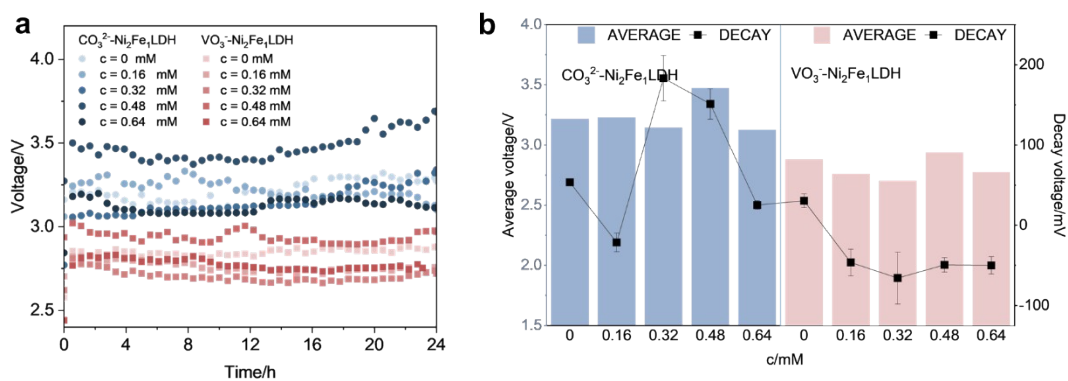 a
CO₃²⁻-Ni₂Fe₁LDH VO₃⁻-Ni₂Fe₁LDH
c = 0 mM c = 0 mM
c = 0.16 mM c = 0.16 mM
c = 0.32 mM c = 0.32 mM
c = 0.48 mM c = 0.48 mM
c = 0.64 mM c = 0.64 mM
4.0
3.5
3.0
2.5
Voltage/V
0 4 8 12 16 20 24
Time/h
b
AVERAGE DECAY AVERAGE DECAY
CO₃²⁻-Ni₂Fe₁LDH VO₃⁻-Ni₂Fe₁LDH
4.0
3.5
3.0
2.5
2.0
1.5
Average voltage/V
200
100
0
-100
Decay voltage/mV
0 0.16 0.32 0.48 0.64 0 0.16 0.32 0.48 0.64
c/mM